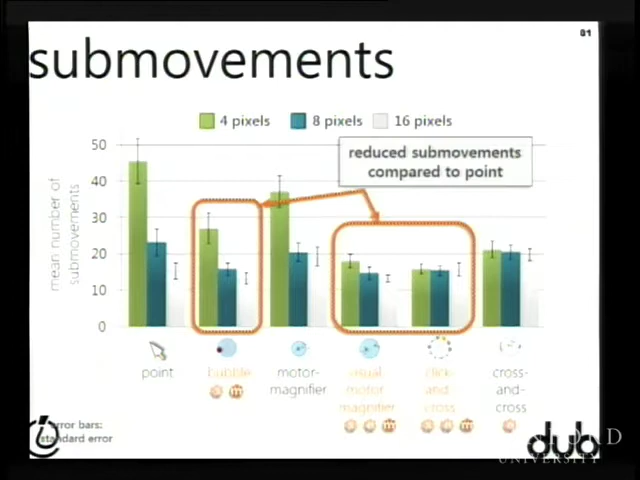 81
submovements
4 pixels 8 pixels 16 pixels
reduced submovements
compared to point
mean number of
submovements
50
40
30
20
10
0
point
bubble
motor-
magnifier
visual
motor
magnifier
click-
and-
cross
cross-
and-
cross
error bars:
standard error
dub
UNIVERSITY